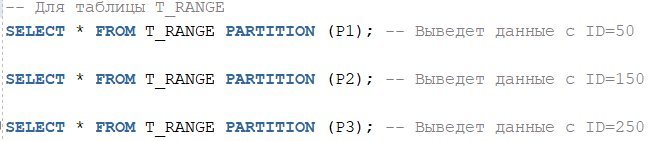 -- Для таблицы T_RANGE
SELECT * FROM T_RANGE PARTITION (P1); -- Выведет данные с ID=50
SELECT * FROM T_RANGE PARTITION (P2); -- Выведет данные с ID=150
SELECT * FROM T_RANGE PARTITION (P3); -- Выведет данные с ID=250